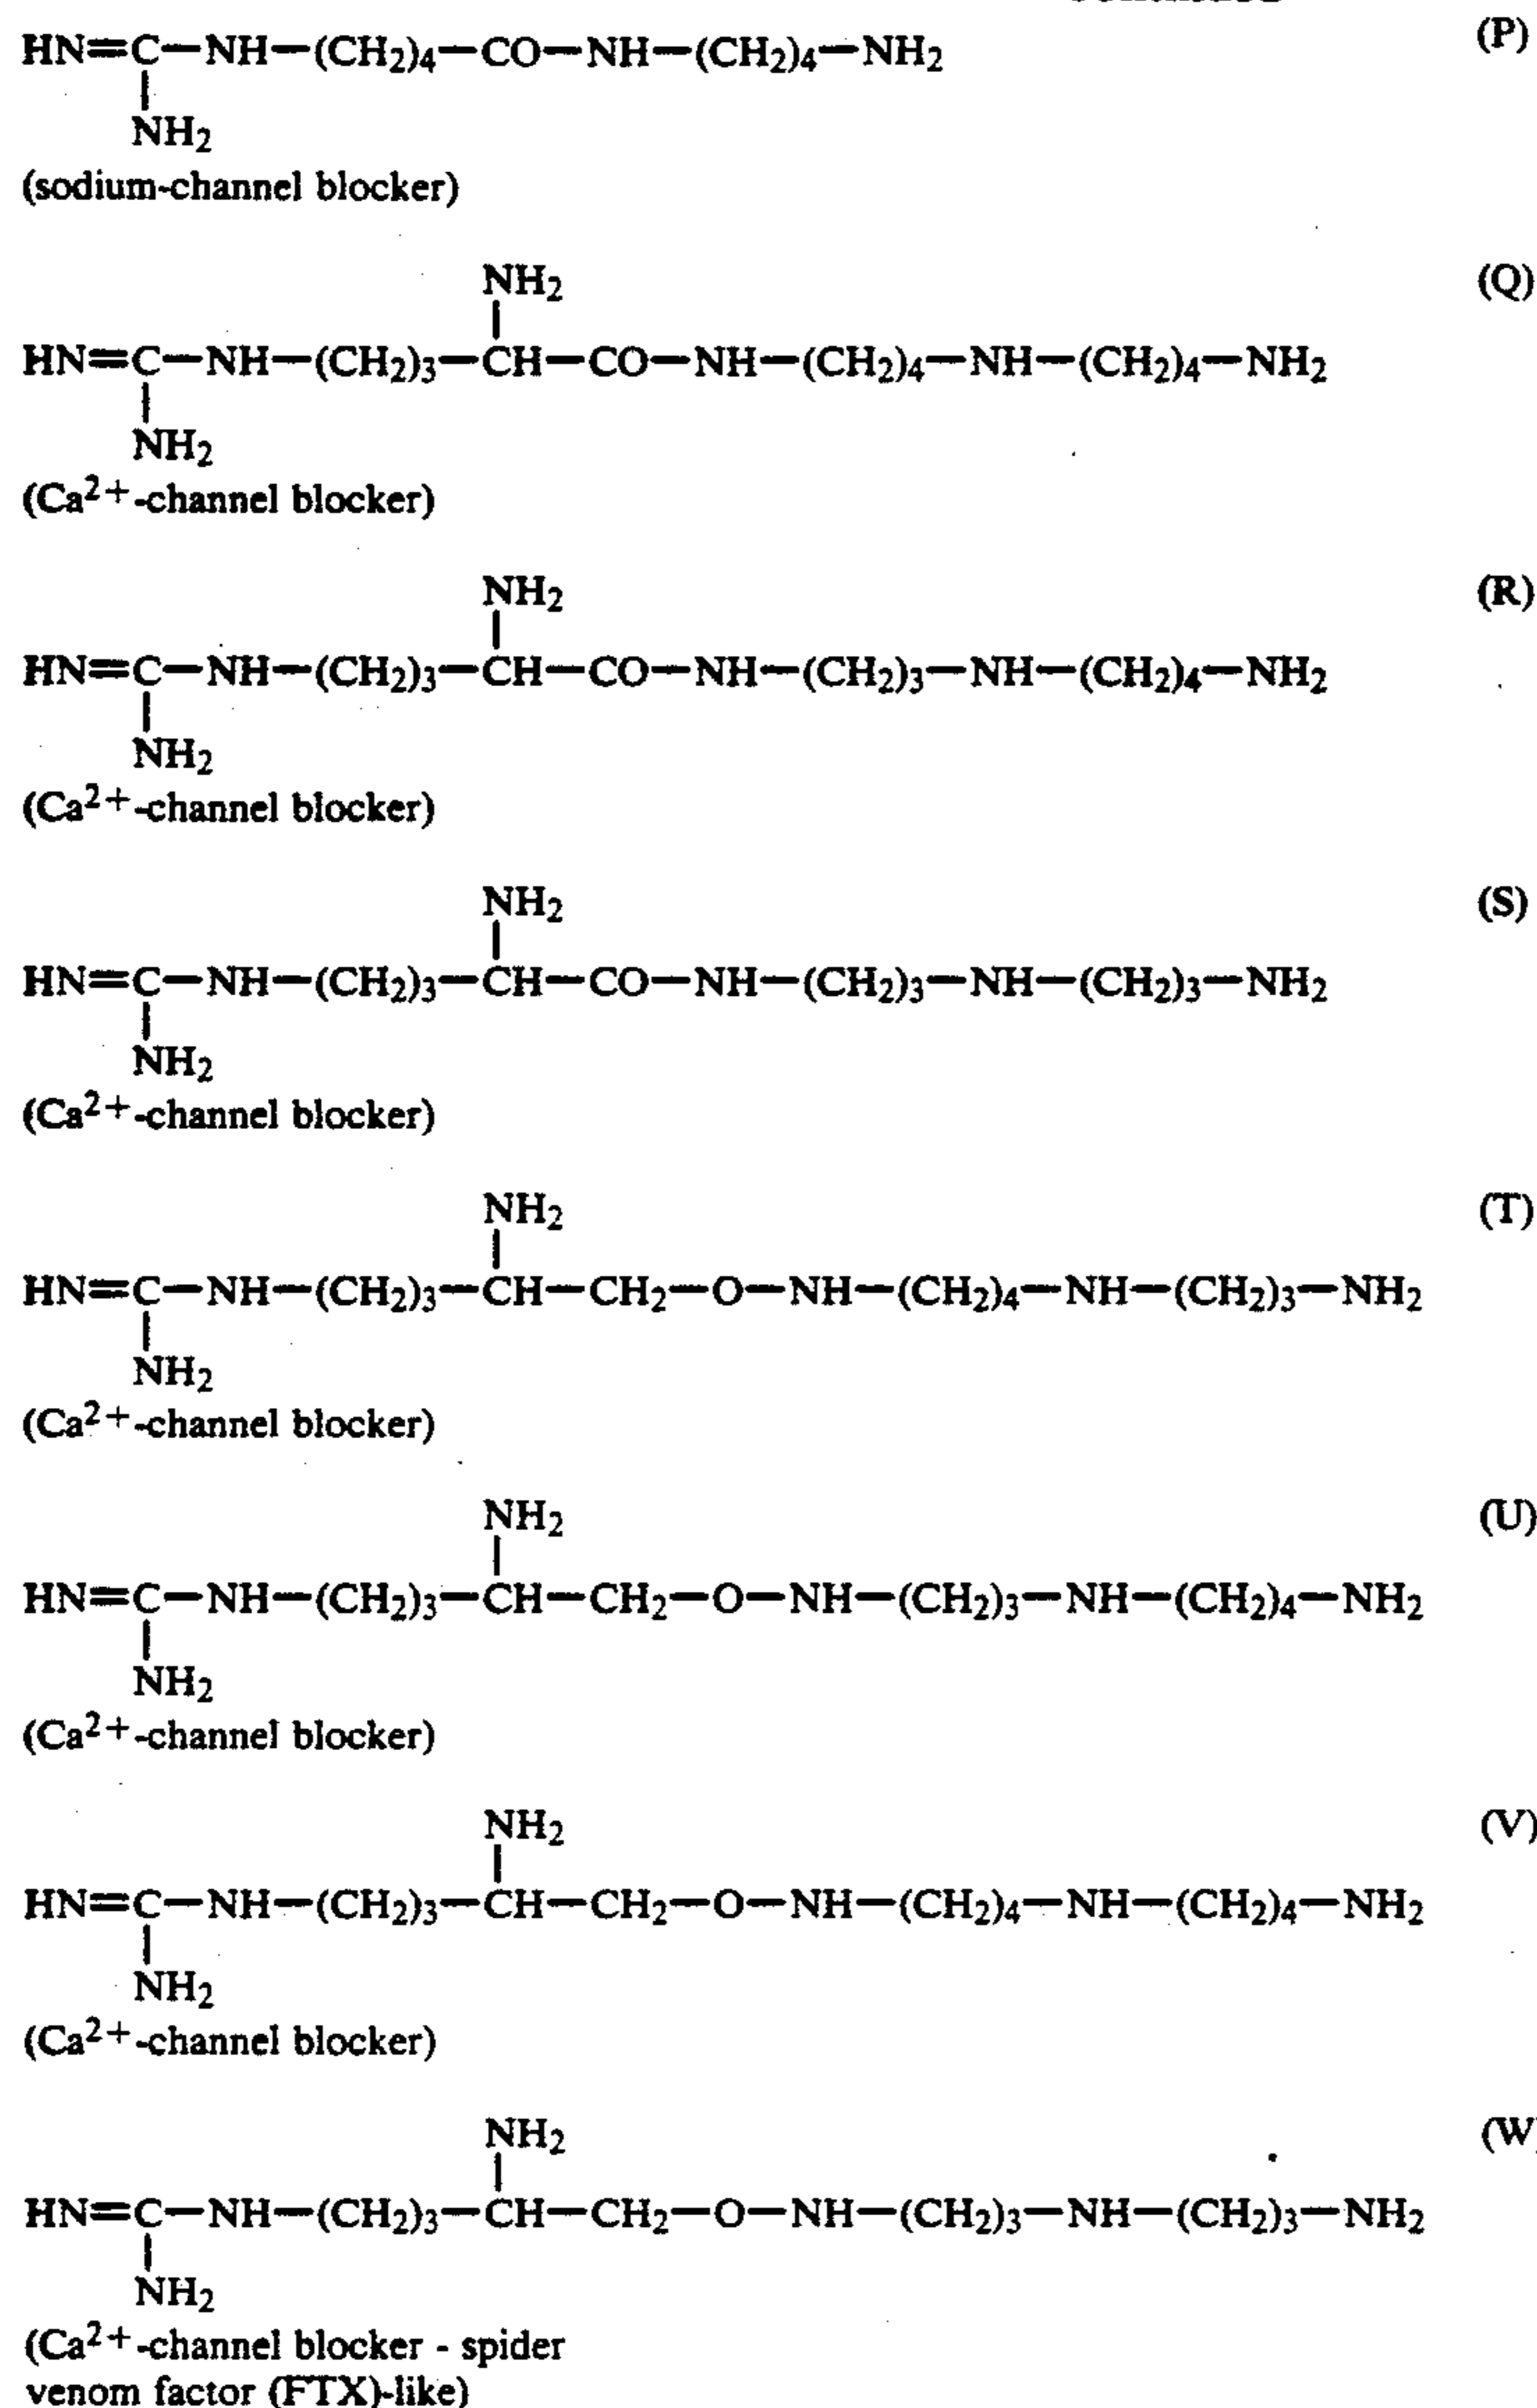 (P)
HN=C—NH—(CH2)4—CO—NH—(CH2)4—NH2
NH2
(sodium-channel blocker)
NH2
(Q)
HN=C—NH—(CH2)3—CH—CO—NH—(CH2)4—NH—(CH2)4—NH2
NH2
(Ca2+-channel blocker)
NH2
(R)
HN=C—NH—(CH2)3—CH—CO—NH—(CH2)3—NH—(CH2)4—NH2
NH2
(Ca2+-channel blocker)
NH2
(S)
HN=C—NH—(CH2)3—CH—CO—NH—(CH2)3—NH—(CH2)3—NH2
NH2
(Ca2+-channel blocker)
NH2
(T)
HN=C—NH—(CH2)3—CH—CH2—O—NH—(CH2)4—NH—(CH2)3—NH2
NH2
(Ca2+-channel blocker)
NH2
(U)
HN=C—NH—(CH2)3—CH—CH2—O—NH—(CH2)3—NH—(CH2)4—NH2
NH2
(Ca2+-channel blocker)
NH2
(V)
HN=C—NH—(CH2)3—CH—CH2—O—NH—(CH2)4—NH—(CH2)4—NH2
NH2
(Ca2+-channel blocker)
NH2
(W)
HN=C—NH—(CH2)3—CH—CH2—O—NH—(CH2)3—NH—(CH2)3—NH2
NH2
(Ca2+-channel blocker - spider
venom factor (FTX)-like)